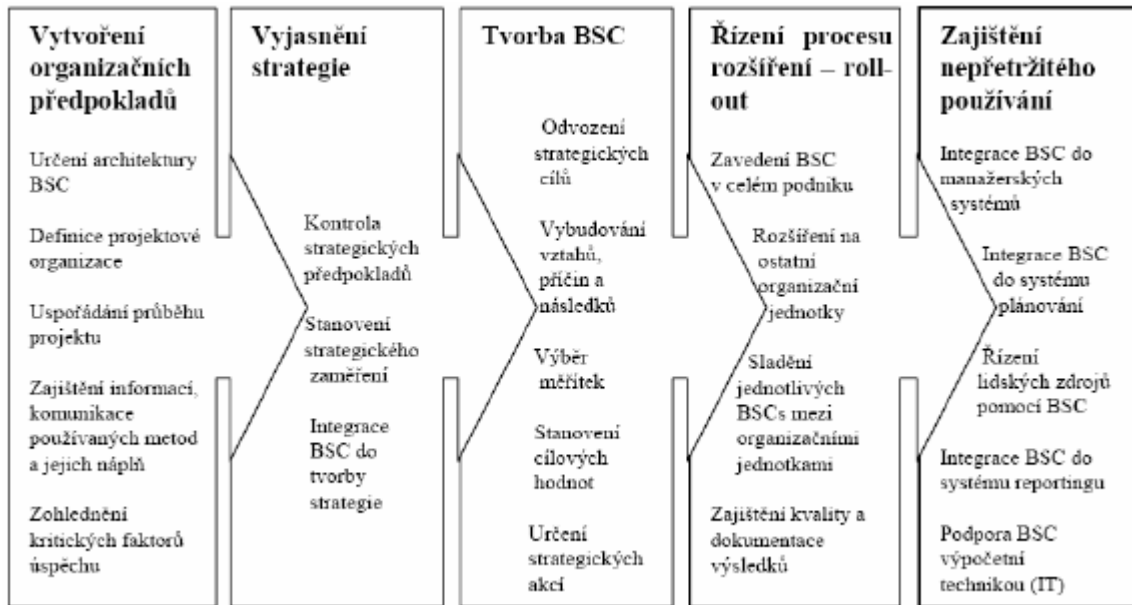 Vytvoření
organizačních
předpokladů
Určení architektury
BSC
Definice projektové
organizace
Uspořádání průběhu
projektu
Zajištění informací,
komunikace
používaných metod
a jejich náplň
Zohlednění
kritických faktorů
úspěchu
Vyjasnění
strategie
Kontrola
strategických
předpokladů
Stanovení
strategického
zaměření
Integrace
BSC do
tvorby
strategie
Tvorba BSC
Odvození
strategických
cílů
Vybudování
vztahů,
příčin a
následků
Výběr
měřítek
Stanovení
cílových
hodnot
Určení
strategických
akcí
Řízení procesu
rozšíření – roll-
out
Zavedení BSC
v celém podniku
Rozšíření na
ostatní
organizační
jednotky
Sladění
jednotlivých
BSCs mezi
organizačními
jednotkami
Zajištění kvality a
dokumentace
výsledků
Zajištění
nepřetržitého
používání
Integrace BSC do
manažerských
systémů
Integrace BSC
do systému
plánování
Řízení
lidských zdrojů
pomocí BSC
Integrace BSC do
systému reportingu
Podpora BSC
výpočetní
technikou (IT)